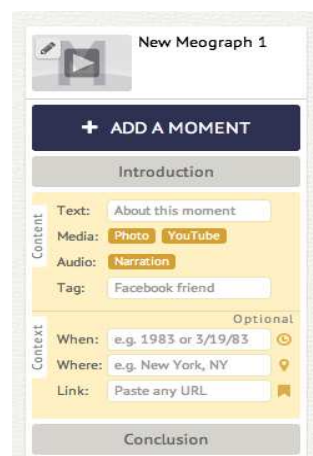 New Meograph 1
+ ADD A MOMENT
Introduction
Content
Text: About this moment
Media: Photo YouTube
Audio: Narration
Tag: Facebook friend
Optional
Context
When: e.g. 1983 or 3/19/83
Where: e.g. New York, NY
Link: Paste any URL
Conclusion